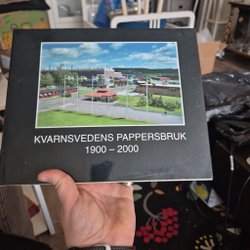 KVARNSVEDENS PAPPERSBRUK
1900 – 2000